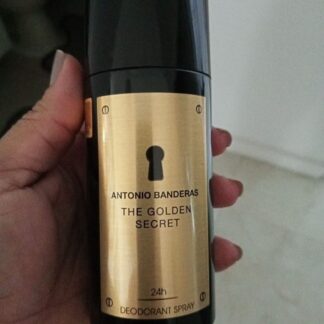 ANTONIO BANDERAS
THE GOLDEN
SECRET
24h
DEODORANT SPRAY